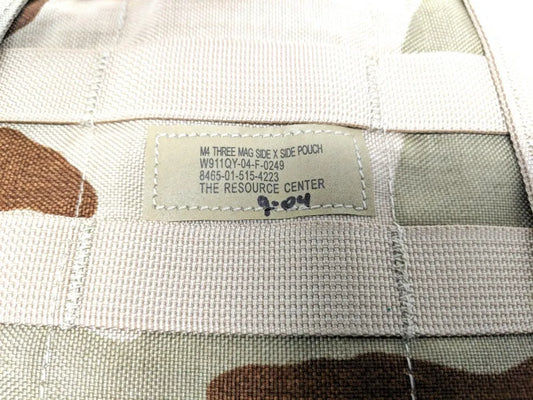 M4 THREE MAG SIDE X SIDE POUCH
W911QY-04-F-0249
8465-01-515-4223
THE RESOURCE CENTER
9-04